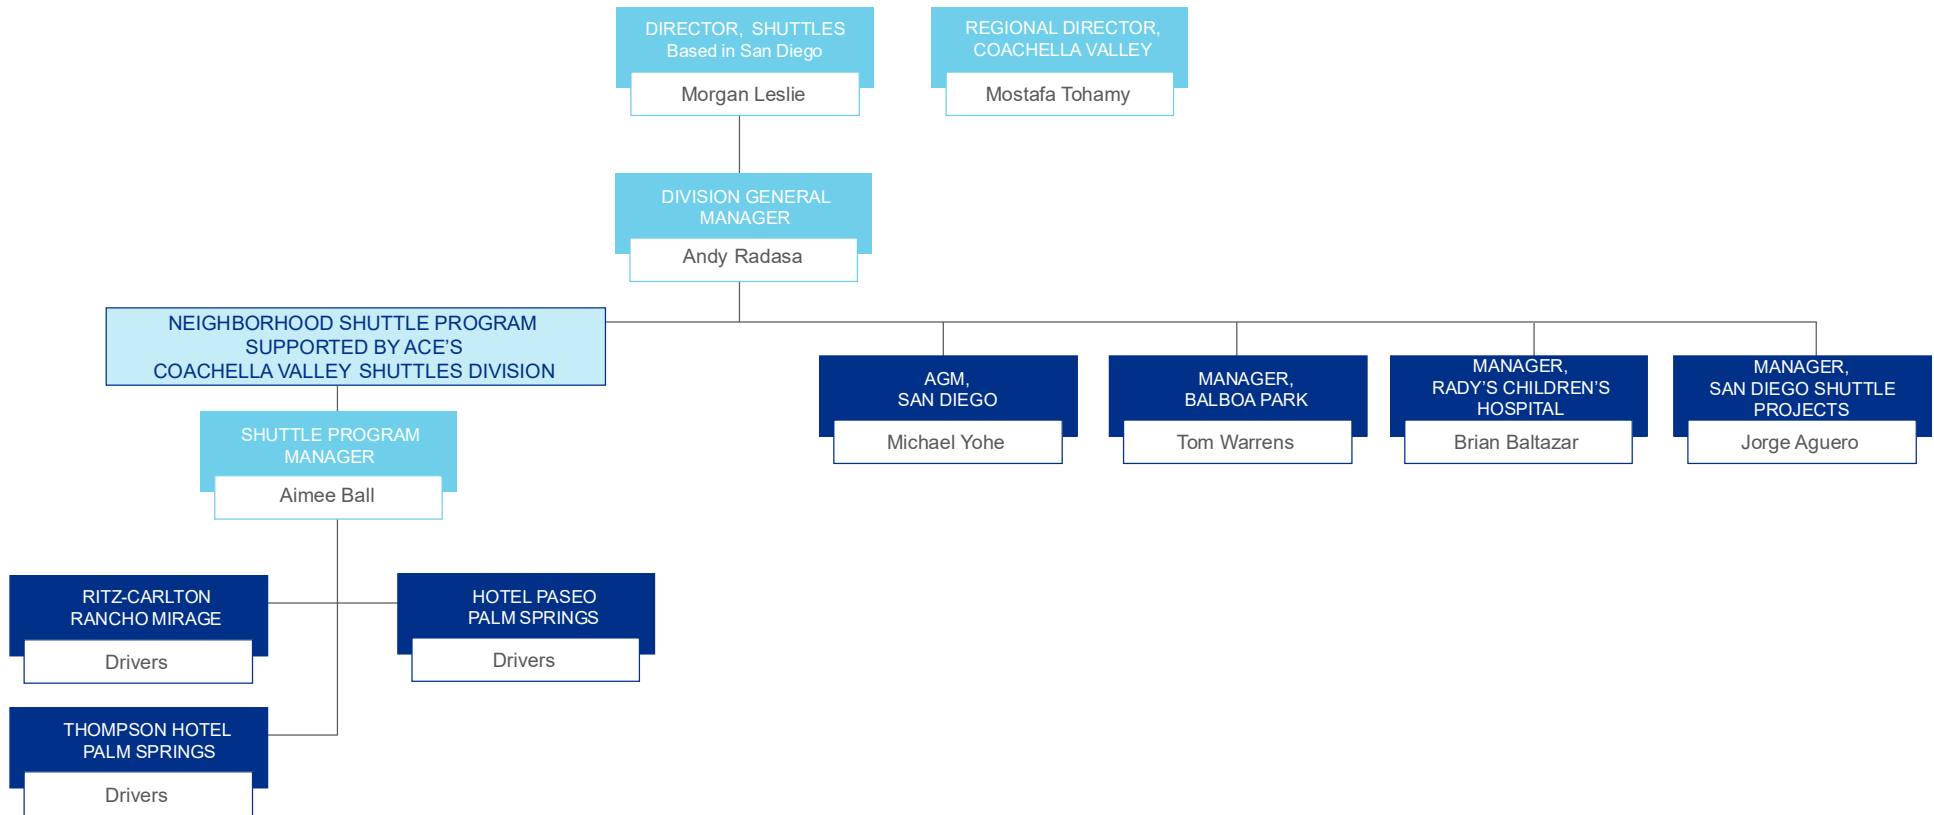 DIRECTOR, SHUTTLES
Based in San Diego
Morgan Leslie
REGIONAL DIRECTOR,
COACHELLA VALLEY
Mostafa Tohamy
DIVISION GENERAL
MANAGER
Andy Radasa
NEIGHBORHOOD SHUTTLE PROGRAM
SUPPORTED BY ACE’S
COACHELLA VALLEY SHUTTLES DIVISION
AGM,
SAN DIEGO
Michael Yohe
MANAGER,
BALBOA PARK
Tom Warrens
MANAGER,
RADY’S CHILDREN’S
HOSPITAL
Brian Baltazar
MANAGER,
SAN DIEGO SHUTTLE
PROJECTS
Jorge Aguero
SHUTTLE PROGRAM
MANAGER
Aimee Ball
RITZ-CARLTON
RANCHO MIRAGE
Drivers
HOTEL PASEO
PALM SPRINGS
Drivers
THOMPSON HOTEL
PALM SPRINGS
Drivers